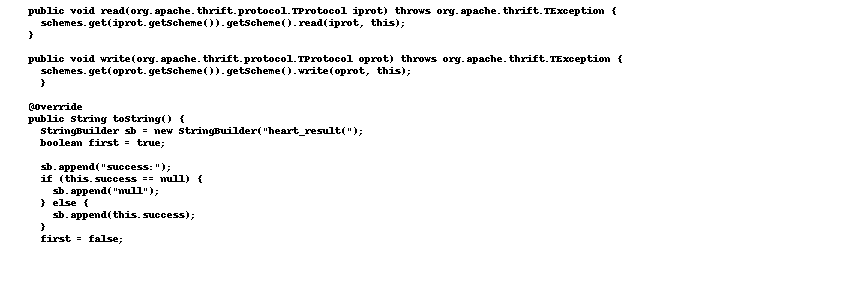 public void read(org.apache.thrift.protocol.TProtocol iprot) throws org.apache.thrift.TException {
  schemes.get(iprot.getScheme()).getScheme().read(iprot, this);
}

public void write(org.apache.thrift.protocol.TProtocol oprot) throws org.apache.thrift.TException {
  schemes.get(oprot.getScheme()).getScheme().write(oprot, this);
  }

@Override
public String toString() {
  StringBuilder sb = new StringBuilder("heart_result(");
  boolean first = true;

  sb.append("success:");
  if (this.success == null) {
    sb.append("null");
  } else {
    sb.append(this.success);
  }
  first = false;